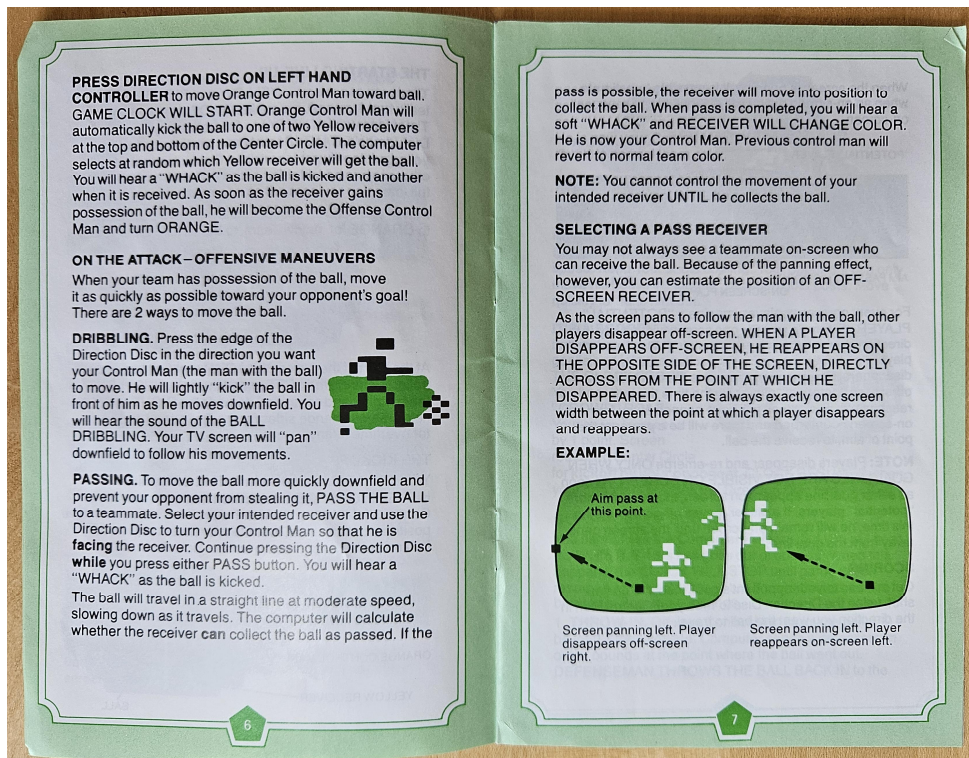 PRESS DIRECTION DISC ON LEFT HAND
CONTROLLER to move Orange Control Man toward ball.
GAME CLOCK WILL START. Orange Control Man will
automatically kick the ball to one of two Yellow receivers
at the top and bottom of the Center Circle. The computer
selects at random which Yellow receiver will get the ball.
You will hear a "WHACK" as the ball is kicked and another
when it is received. As soon as the receiver gains
possession of the ball, he will become the Offense Control
Man and turn ORANGE.
ON THE ATTACK–OFFENSIVE MANEUVERS
When your team has possession of the ball, move
it as quickly as possible toward your opponent's goal!
There are 2 ways to move the ball.
DRIBBLING. Press the edge of the
Direction Disc in the direction you want
your Control Man (the man with the ball)
to move. He will lightly "kick" the ball in
front of him as he moves downfield. You
will hear the sound of the BALL
DRIBBLING. Your TV screen will "pan"
downfield to follow his movements.
PASSING. To move the ball more quickly downfield and
prevent your opponent from stealing it, PASS THE BALL
to a teammate. Select your intended receiver and use the
Direction Disc to turn your Control Man so that he is
facing the receiver. Continue pressing the Direction Disc
while you press either PASS button. You will hear a
"WHACK" as the ball is kicked.
The ball will travel in a straight line at moderate speed,
slowing down as it travels. The computer will calculate
whether the receiver can collect the ball as passed. If the
6
pass is possible, the receiver will move into position to
collect the ball. When pass is completed, you will hear a
soft "WHACK" and RECEIVER WILL CHANGE COLOR.
He is now your Control Man. Previous control man will
revert to normal team color.
NOTE: You cannot control the movement of your
intended receiver UNTIL he collects the ball.
SELECTING A PASS RECEIVER
You may not always see a teammate on-screen who
can receive the ball. Because of the panning effect,
however, you can estimate the position of an OFF-
SCREEN RECEIVER.
As the screen pans to follow the man with the ball, other
players disappear off-screen. WHEN A PLAYER
DISAPPEARS OFF-SCREEN, HE REAPPEARS ON
THE OPPOSITE SIDE OF THE SCREEN, DIRECTLY
ACROSS FROM THE POINT AT WHICH HE
DISAPPEARED. There is always exactly one screen
width between the point at which a player disappears
and reappears.
EXAMPLE:
Aim pass at
this point.
Screen panning left. Player
disappears off-screen
right.
Screen panning left. Player
reappears on-screen left.
7